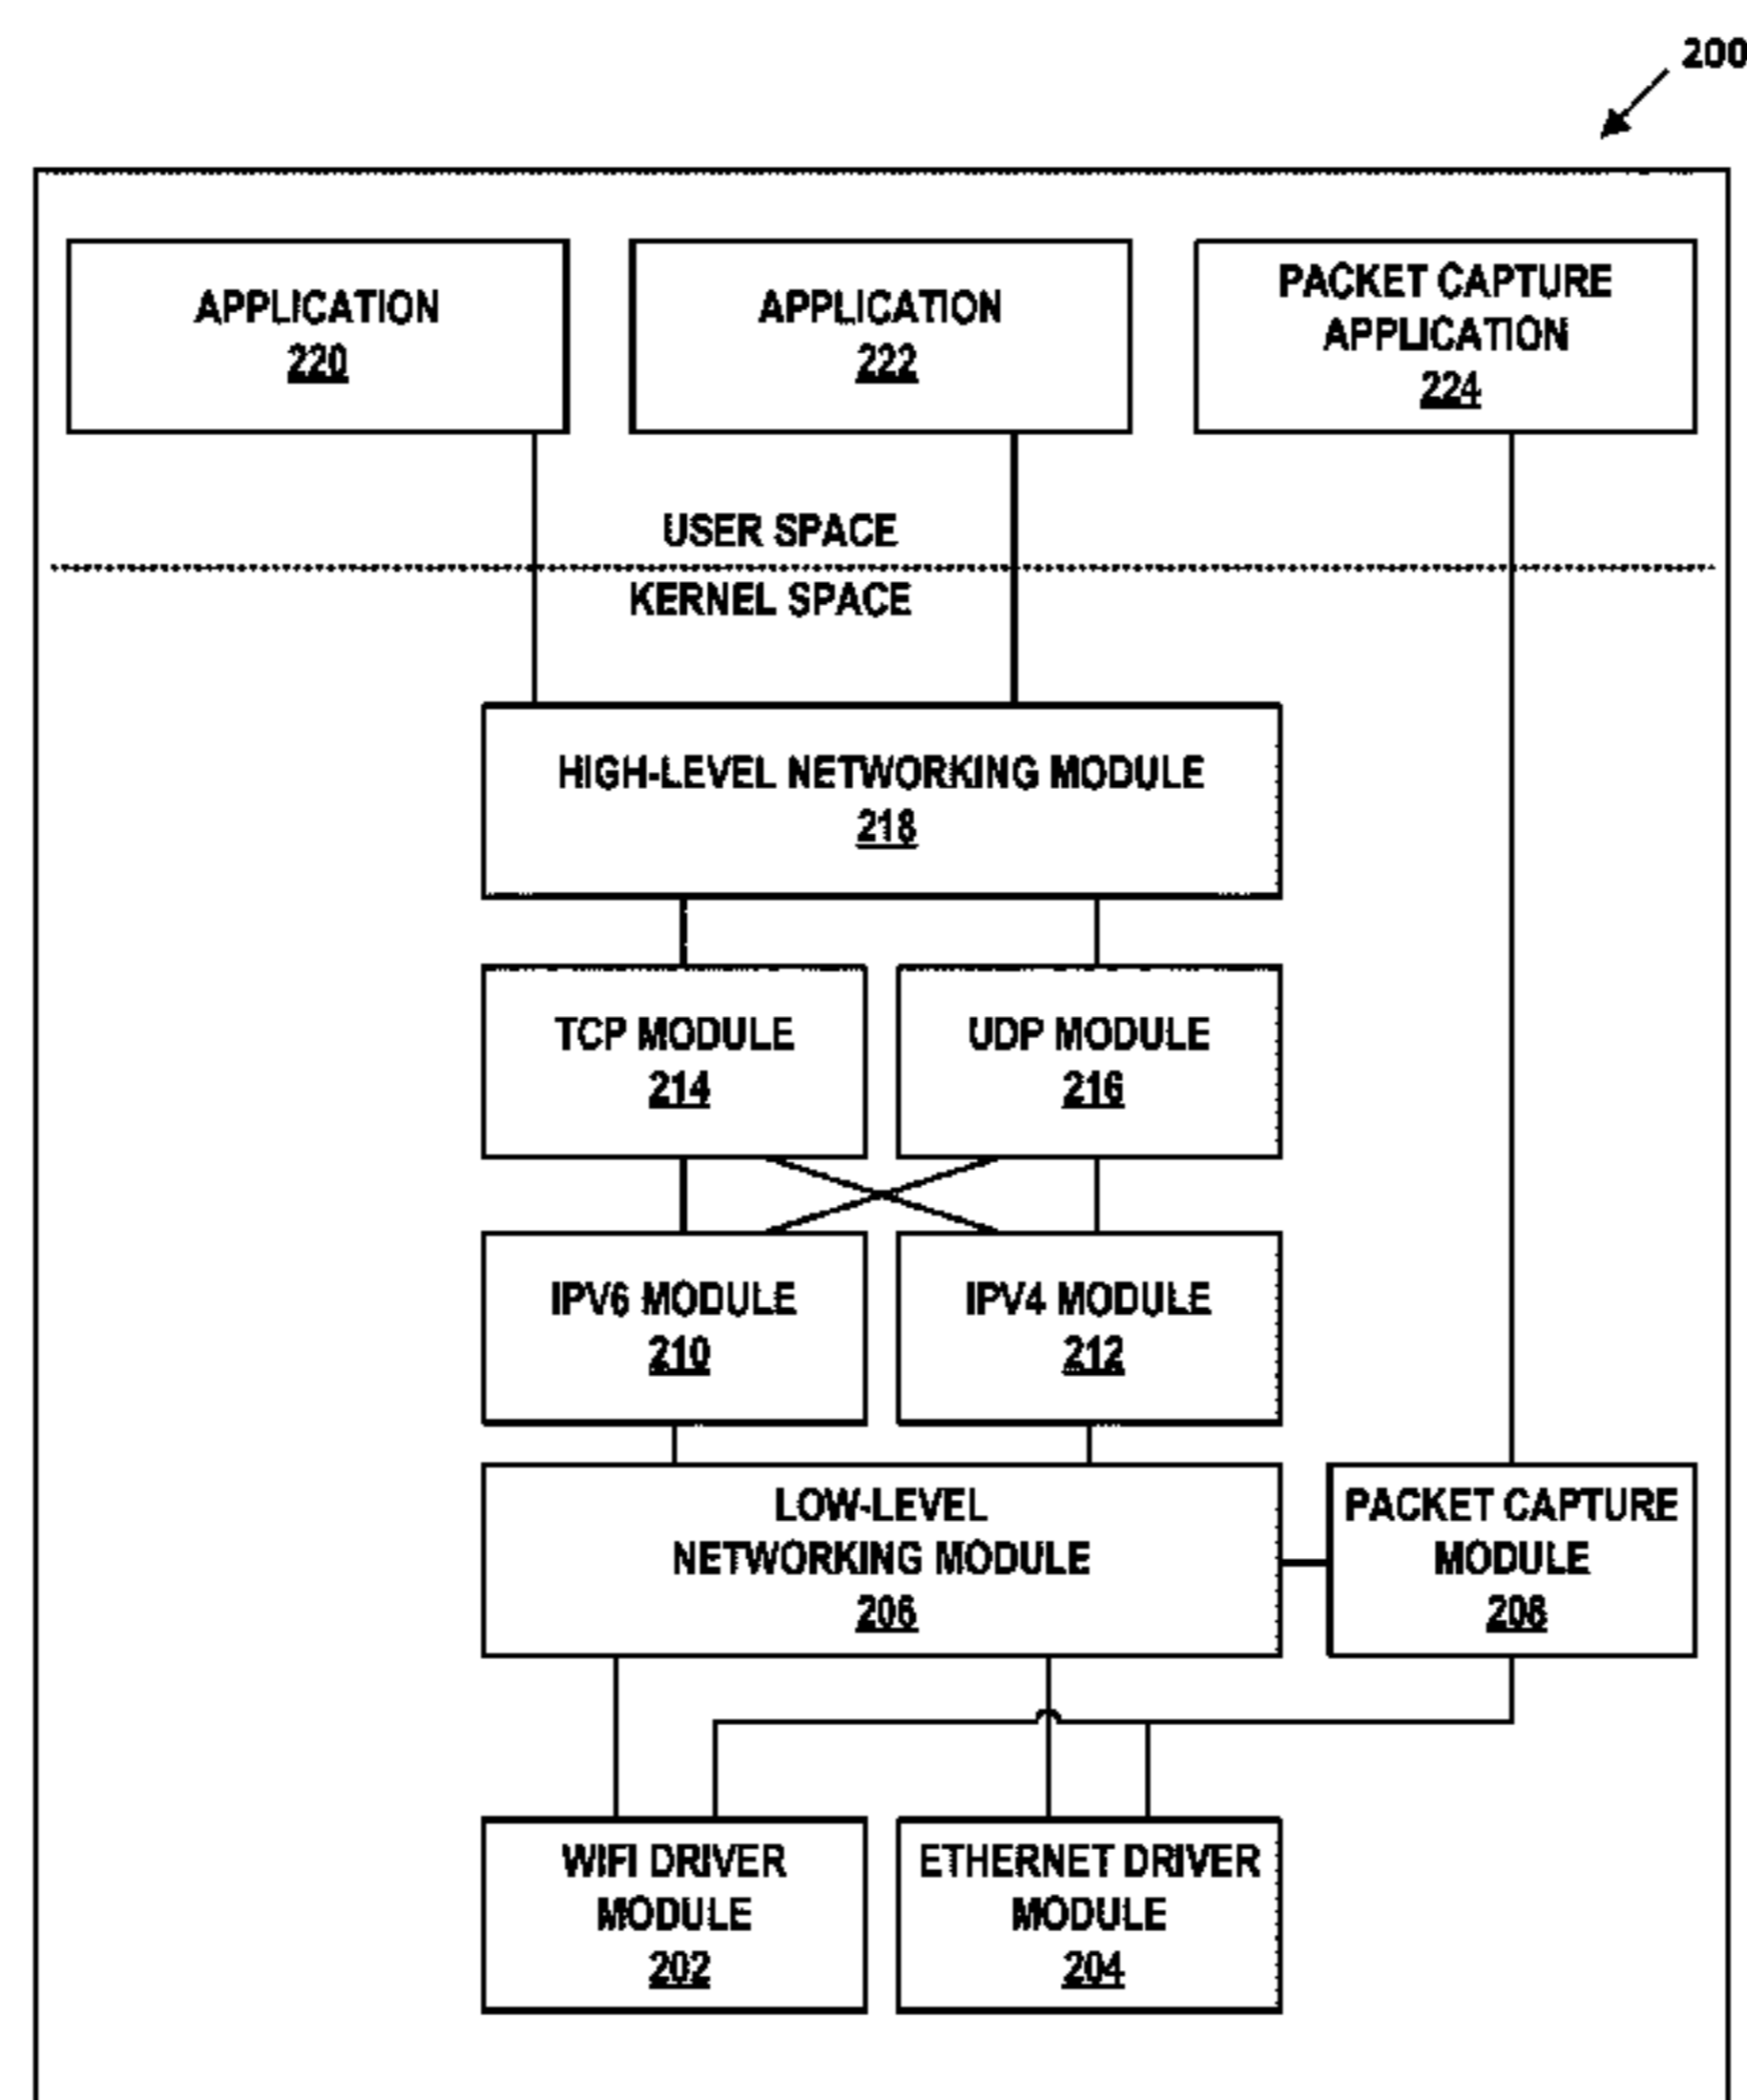 200
APPLICATION
220
APPLICATION
222
PACKET CAPTURE
APPLICATION
224
USER SPACE
KERNEL SPACE
HIGH-LEVEL NETWORKING MODULE
218
TCP MODULE
214
UDP MODULE
216
IPV6 MODULE
210
IPV4 MODULE
212
LOW-LEVEL
NETWORKING MODULE
206
PACKET CAPTURE
MODULE
208
WIFI DRIVER
MODULE
202
ETHERNET DRIVER
MODULE
204